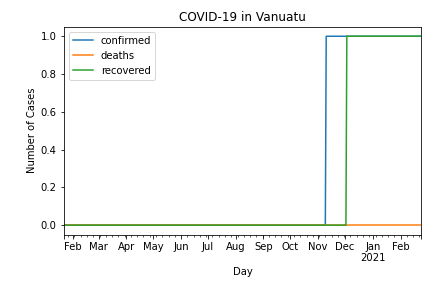 COVID-19 in Vanuatu
confirmed
deaths
recovered
Number of Cases
1.0
0.8
0.6
0.4
0.2
0.0
Feb Mar Apr May Jun Jul Aug Sep Oct Nov Dec Jan Feb
2021
Day